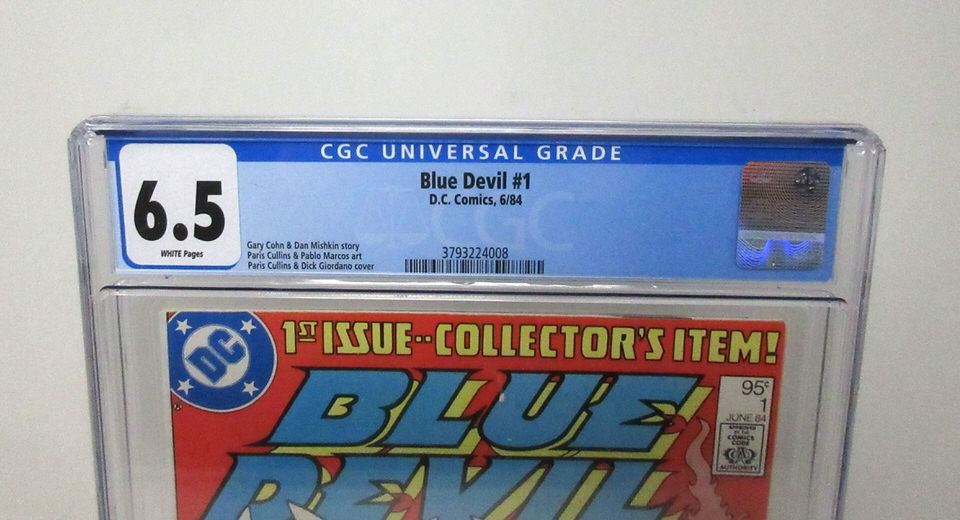 CGC UNIVERSAL GRADE
6.5
WHITE Pages
Blue Devil #1
D.C. Comics, 6/84
CGC
Gary Cohn & Dan Mishkin story
Paris Cullins & Pablo Marcos art
Paris Cullins & Dick Giordano cover
3793224008
DC
1ST ISSUE··COLLECTOR'S ITEM!
BLUE
DEVIL
95¢
1
JUNE 84
APPROVED
BY THE
COMICS
CODE
AUTHORITY